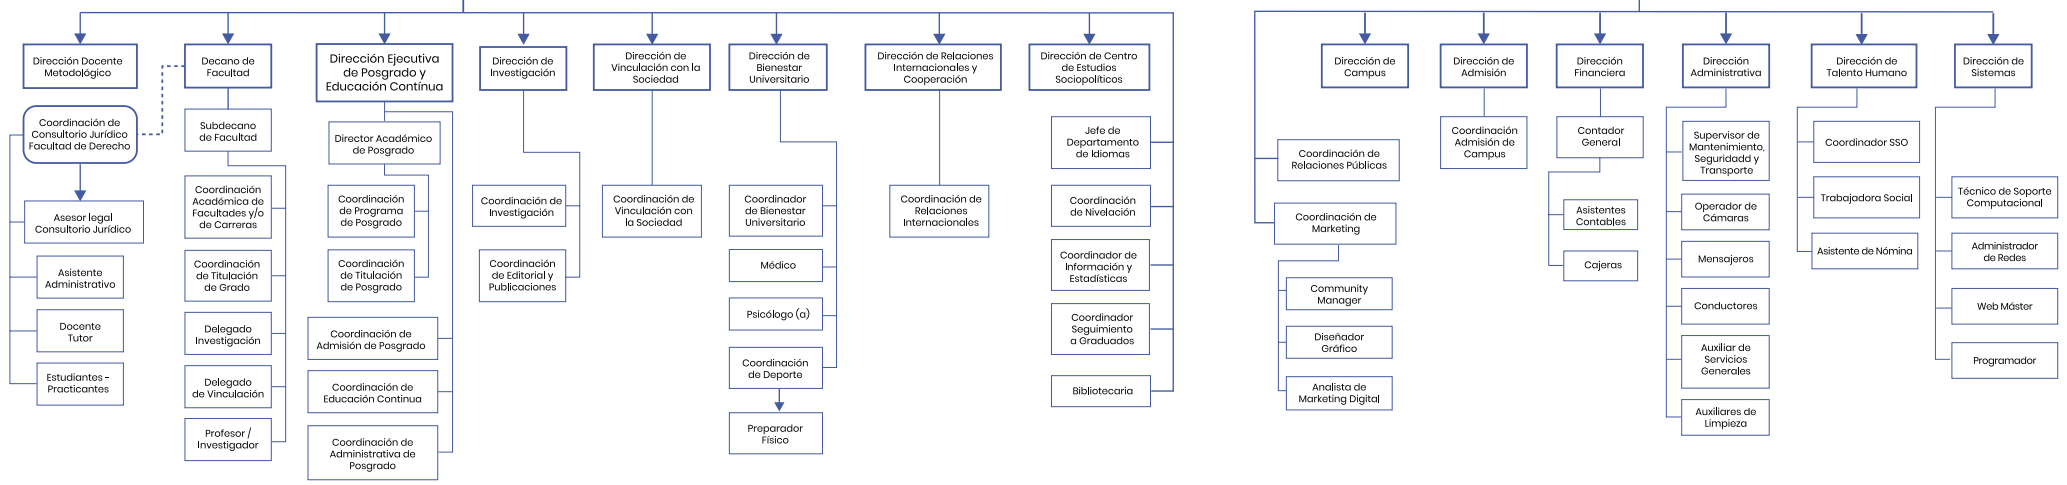 Dirección Docente
Metodológico
Coordinación de
Consultorio Jurídico
Facultad de Derecho
Asesor legal
Consultorio Jurídico
Asistente
Administrativo
Docente
Tutor
Estudiantes -
Practicantes
Decano de
Facultad
Subdecano
de Facultad
Coordinación
Académica de
Facultades y/o
de Carreras
Coordinación
de Titulación de
Grado
Delegado
Investigación
Delegado
de Vinculación
Profesor /
Investigador
Dirección Ejecutiva
de Posgrado y
Educación Contínua
Director Académico
de Posgrado
Coordinación
de Programa
de Posgrado
Coordinación
de Titulación de
Posgrado
Coordinación de
Admisión de Posgrado
Coordinación de
Educación Continua
Coordinación de
Administrativa de
Posgrado
Dirección de
Investigación
Coordinación de
Investigación
Coordinación
de Editorial y
Publicaciones
Dirección de
Vinculación con la
Sociedad
Coordinación de
Vinculación con
la Sociedad
Dirección de
Bienestar
Universitario
Coordinador
de Bienestar
Universitario
Médico
Psicólogo (a)
Coordinación
de Deporte
Preparador
Físico
Dirección de Relaciones
Internacionales y
Cooperación
Coordinación de
Relaciones
Internacionales
Dirección de Centro
de Estudios
Sociopolíticos
Jefe de
Departamento
de Idiomas
Coordinación
de Nivelación
Coordinador de
Información y
Estadísticas
Coordinador
Seguimiento
a Graduados
Bibliotecaria
Coordinación de
Relaciones Públicas
Coordinación de
Marketing
Community
Manager
Diseñador
Gráfico
Analista de
Marketing Digital
Dirección de
Campus
Dirección de
Admisión
Coordinación
Admisión de
Campus
Dirección
Financiera
Contador
General
Asistentes
Contables
Cajeras
Dirección
Administrativa
Supervisor de
Mantenimiento,
Seguridadd y
Transporte
Operador de
Cámaras
Mensajeros
Conductores
Auxiliar de
Servicios
Generales
Auxiliares de
Limpieza
Dirección de
Talento Humano
Coordinador SSO
Trabajadora Social
Asistente de Nómina
Dirección de
Sistemas
Técnico de Soporte
Computacional
Administrador
de Redes
Web Máster
Programador